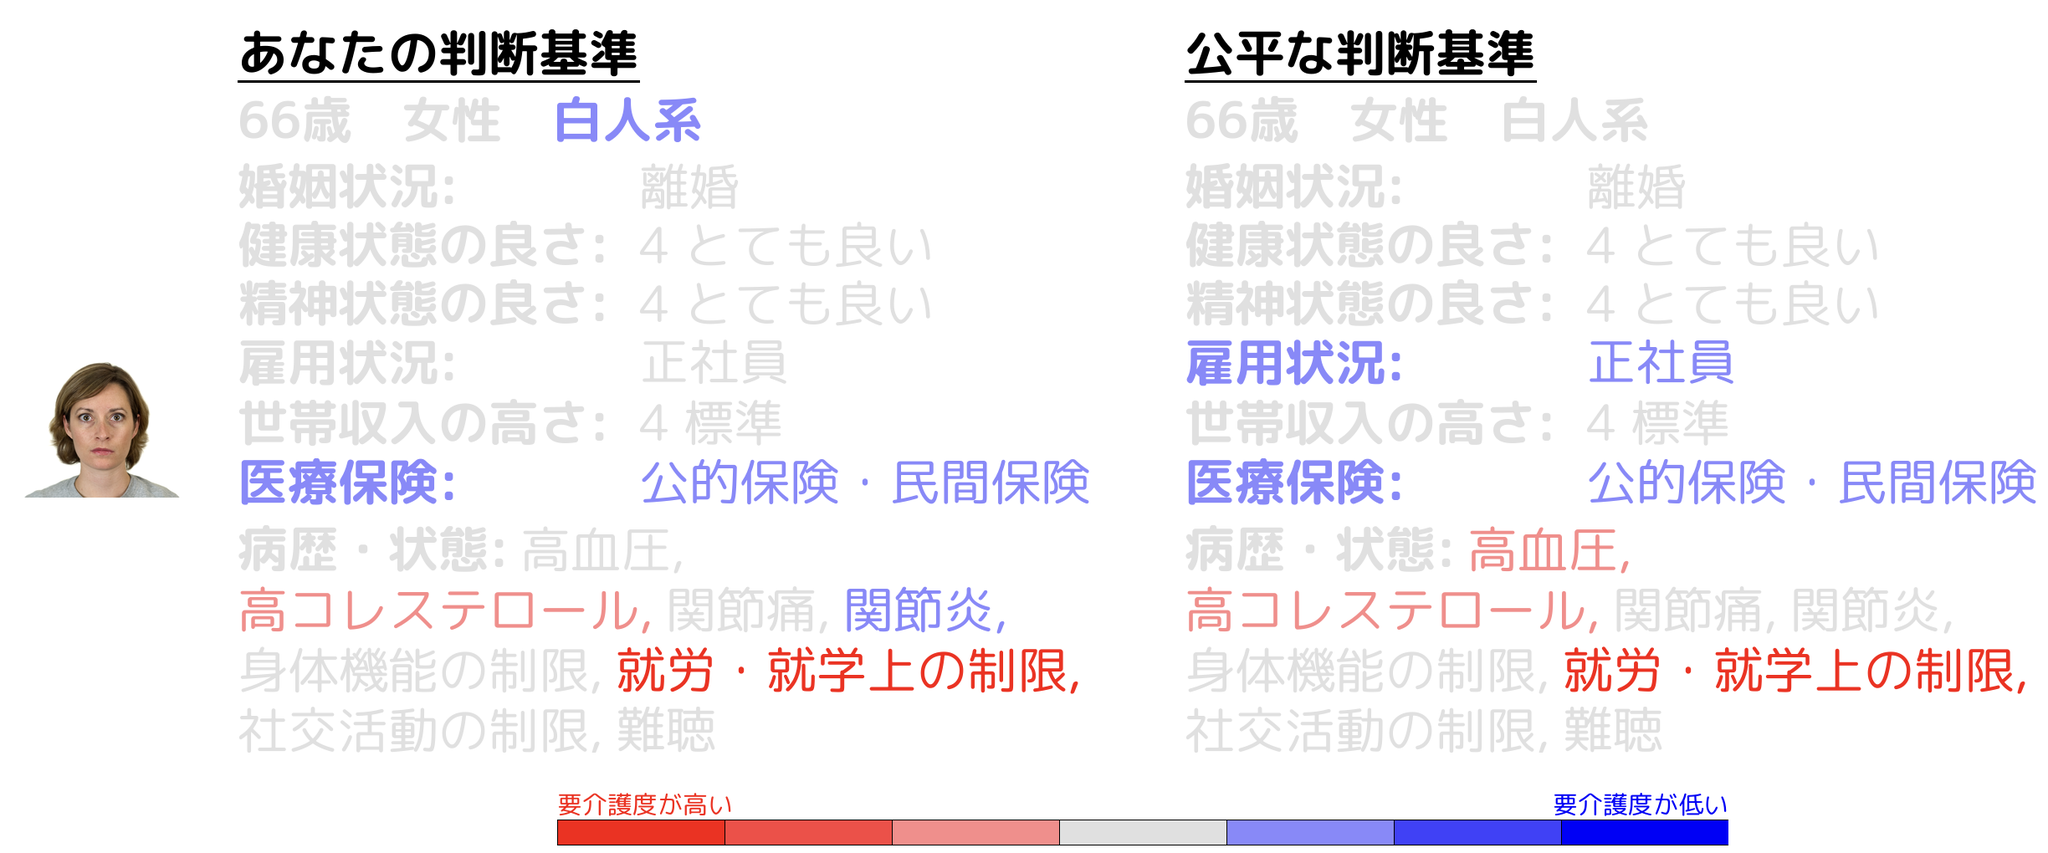 あなたの判断基準
66歳 女性 白人系
婚姻状況: 離婚
健康状態の良さ: 4 とても良い
精神状態の良さ: 4 とても良い
雇用状況: 正社員
世帯収入の高さ: 4 標準
医療保険: 公的保険・民間保険
病歴・状態: 高血圧,
高コレステロール, 関節痛, 関節炎,
身体機能の制限, 就労・就学上の制限,
社交活動の制限, 難聴
公平な判断基準
66歳 女性 白人系
婚姻状況: 離婚
健康状態の良さ: 4 とても良い
精神状態の良さ: 4 とても良い
雇用状況: 正社員
世帯収入の高さ: 4 標準
医療保険: 公的保険・民間保険
病歴・状態: 高血圧,
高コレステロール, 関節痛, 関節炎,
身体機能の制限, 就労・就学上の制限,
社交活動の制限, 難聴
要介護度が高い
要介護度が低い